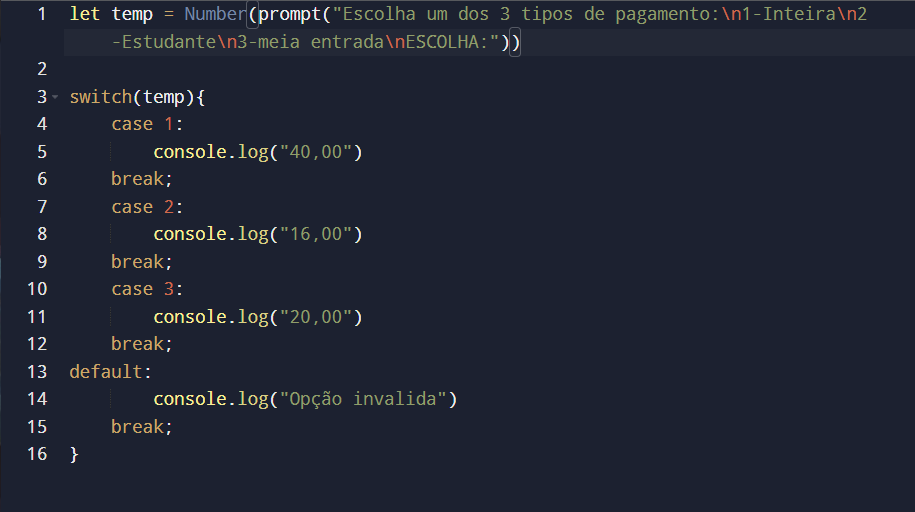 1 let temp = Number(prompt("Escolha um dos 3 tipos de pagamento:\n1-Inteira\n2
-Estudante\n3-meia entrada\nESCOLHA:"))
2
3 switch(temp){
4 case 1:
5 console.log("40,00")
6 break;
7 case 2:
8 console.log("16,00")
9 break;
10 case 3:
11 console.log("20,00")
12 break;
13 default:
14 console.log("Opção invalida")
15 break;
16 }